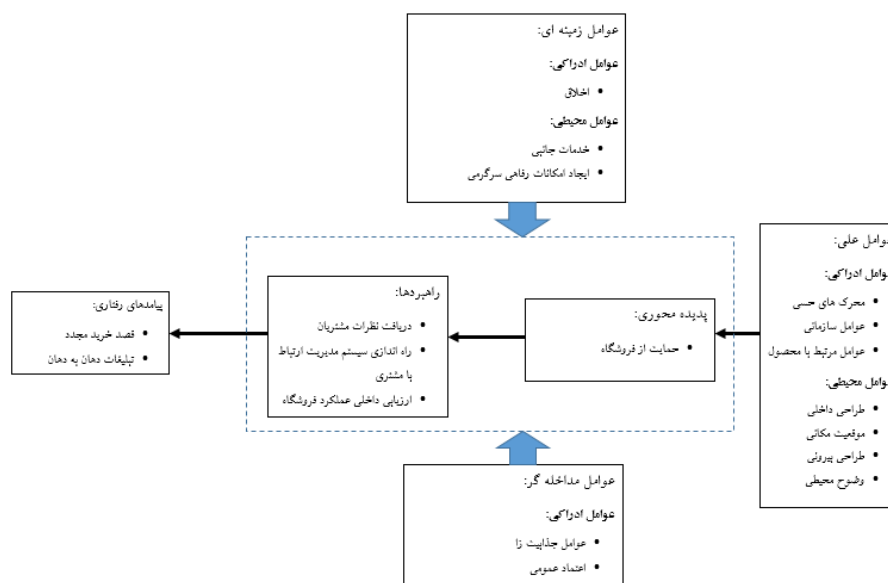 عوامل زمینه ای:
عوامل ادراکی:
اخلاق
عوامل محیطی:
خدمات جانبی
ایجاد امکانات رفاهی سرگرمی
عوامل علی:
عوامل ادراکی:
محرک های حسی
عوامل سازمانی
عوامل مرتبط با محصول
عوامل محیطی:
طراحی داخلی
موقعیت مکانی
طراحی بیرونی
وضوح محیطی
پدیده محوری:
حمایت از فروشگاه
راهبردها:
دریافت نظرات مشتریان
راه اندازی سیستم مدیریت ارتباط
با مشتری
ارزیابی داخلی عملکرد فروشگاه
پیامدهای رفتاری:
قصد خرید مجدد
تبلیغات دهان به دهان
عوامل مداخله گر:
عوامل ادراکی:
عوامل جذابیت زا
اعتماد عمومی